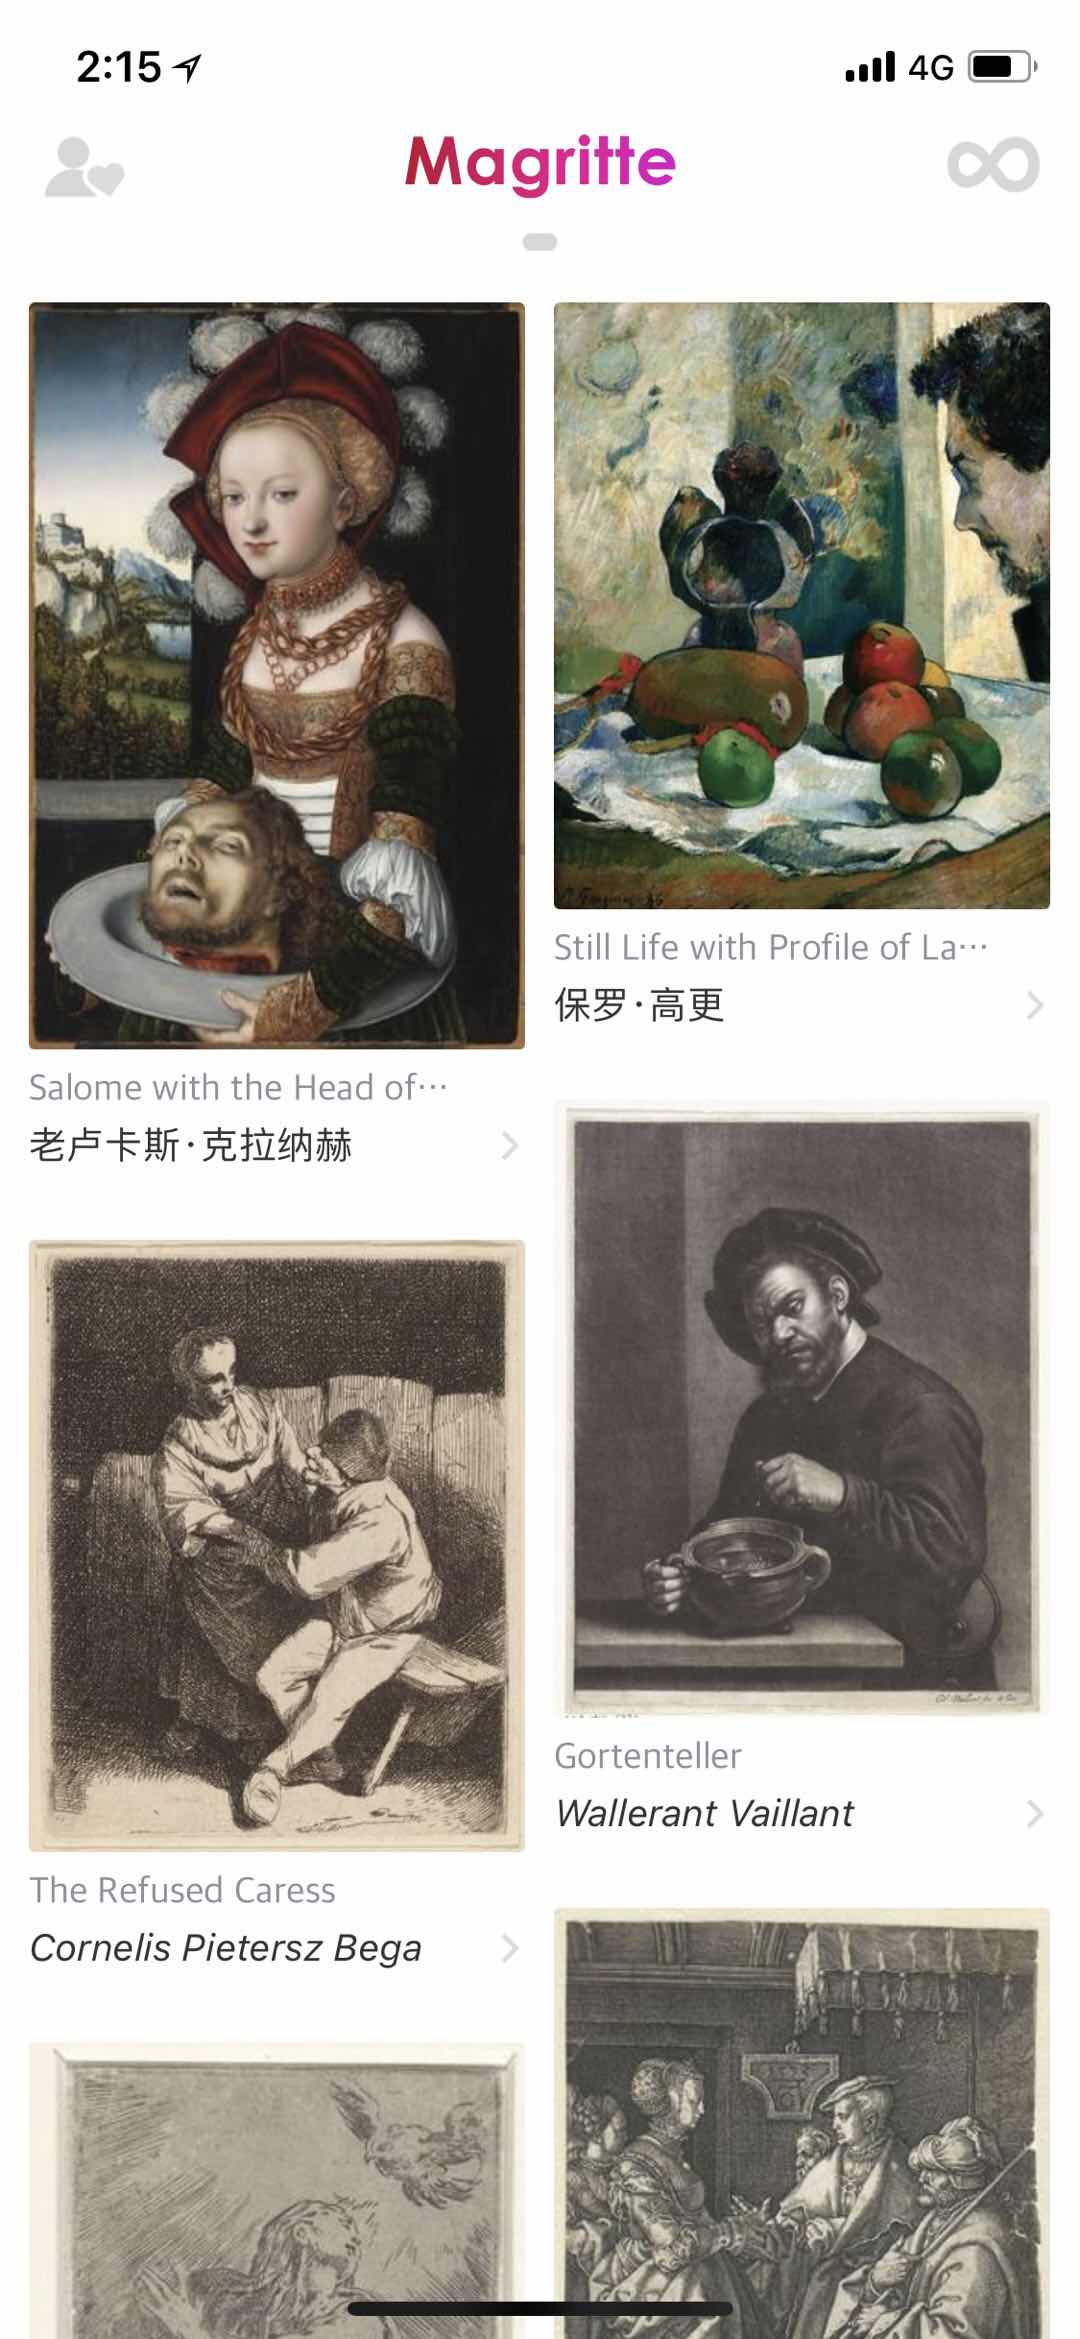 2:15
4G
Magritte
Salome with the Head of…
老卢卡斯·克拉纳赫
Still Life with Profile of La…
保罗·高更
The Refused Caress
Cornelis Pietersz Bega
Gortenteller
Wallerant Vaillant